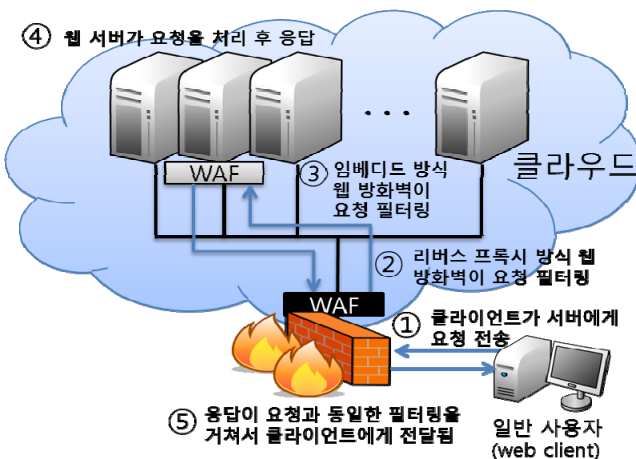 ④ 웹 서버가 요청을 처리 후 응답
...
클라우드
WAF
③ 임베디드 방식
웹 방화벽이
요청 필터링
② 리버스 프록시 방식 웹
방화벽이 요청 필터링
WAF
① 클라이언트가 서버에게
요청 전송
⑤ 응답이 요청과 동일한 필터링을
거쳐서 클라이언트에게 전달됨
일반 사용자
(web client)